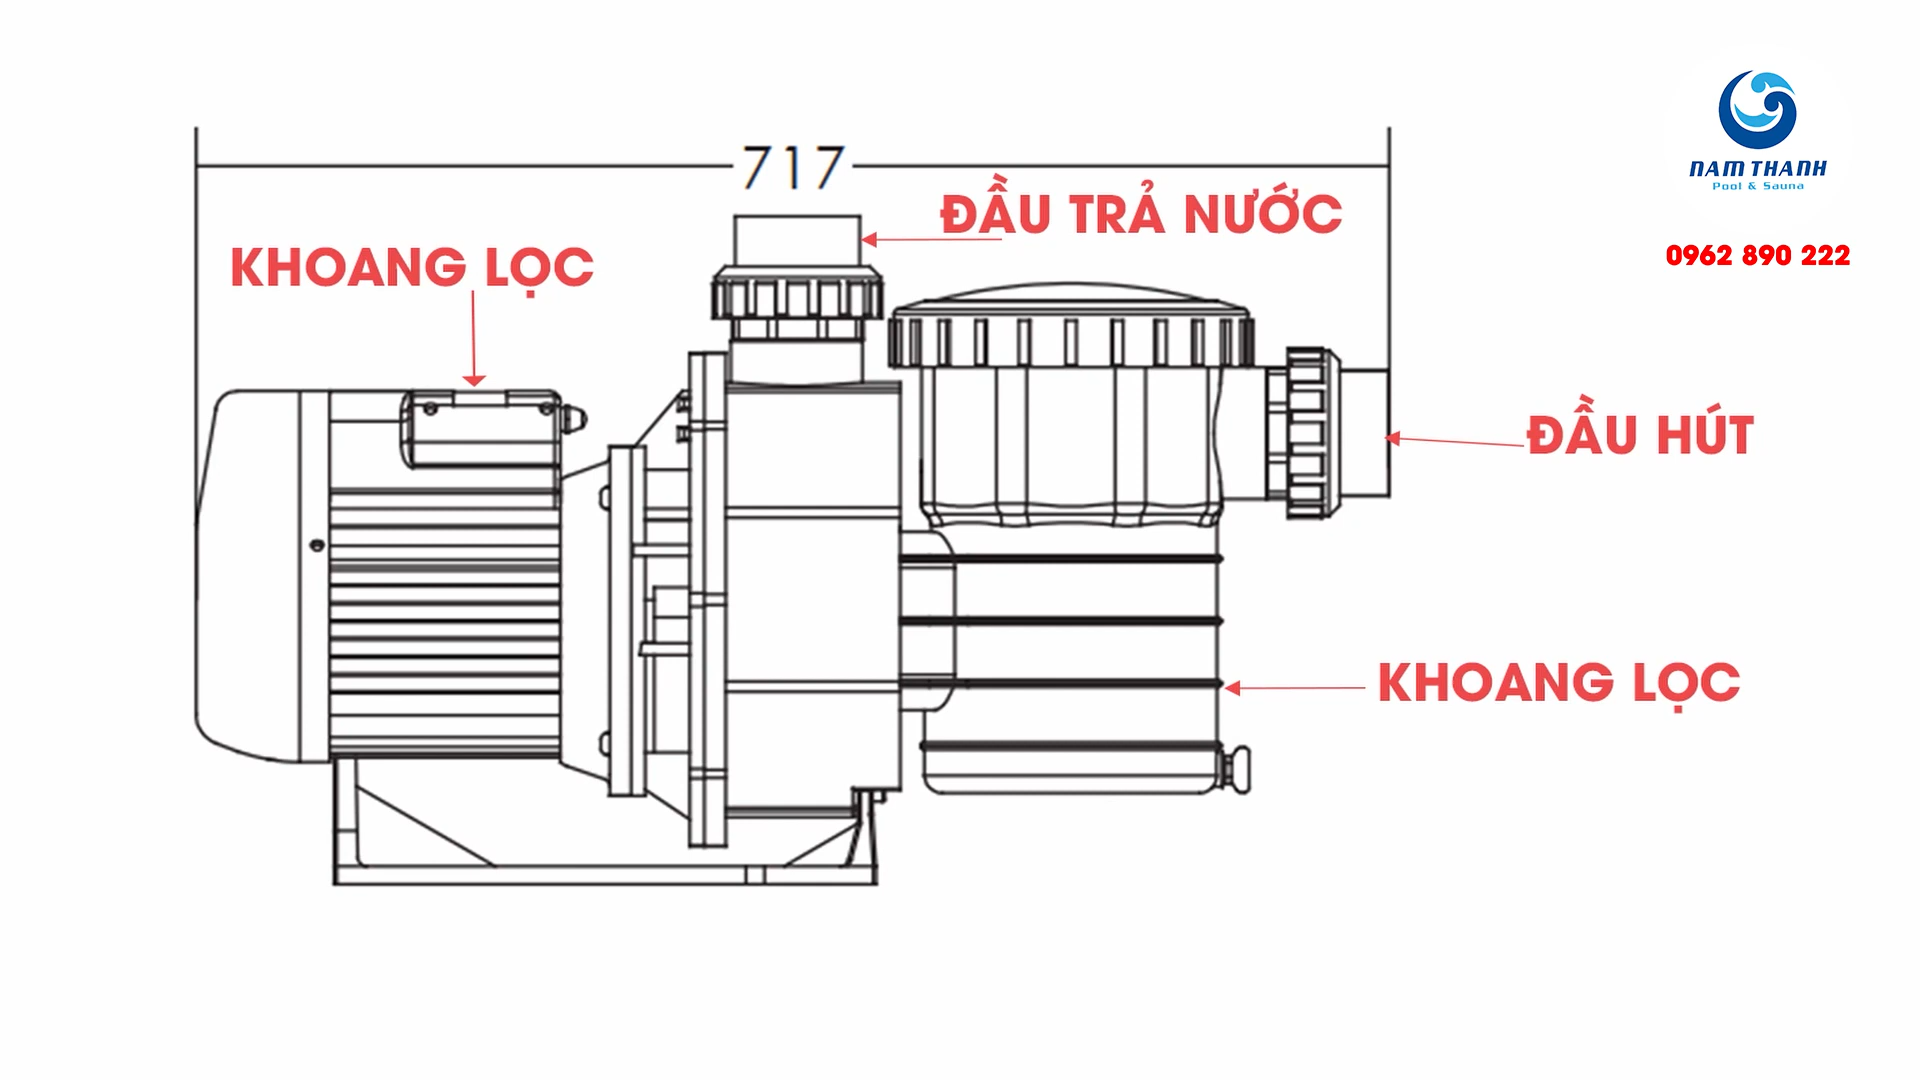 717
ĐẦU TRẢ NƯỚC
KHOANG LỌC
ĐẦU HÚT
KHOANG LỌC
NAM THANH
Pool & Sauna
0962 890 222